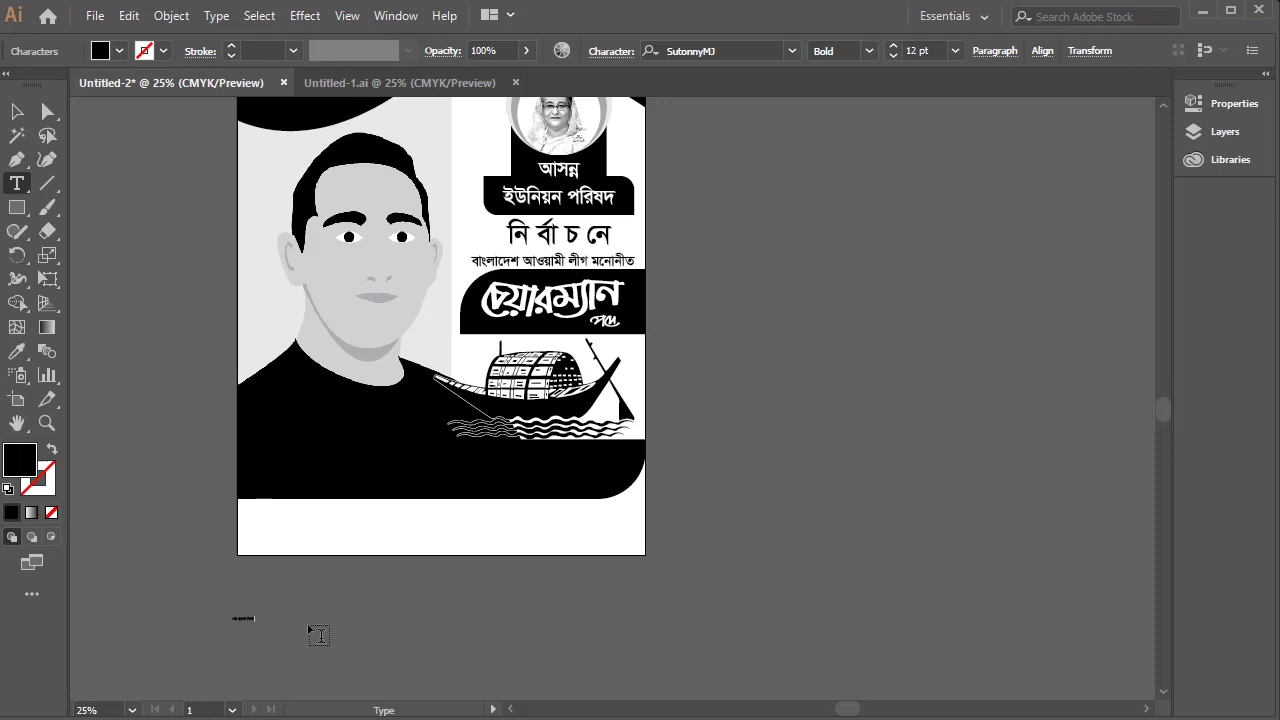 Ai File Edit Object Type Select Effect View Window Help Essentials Search Adobe Stock
Characters Stroke: Opacity: 100% Character: SutonnyMJ Bold 12 pt Paragraph Align Transform
Untitled-2* @ 25% (CMYK/Preview) Untitled-1.ai @ 25% (CMYK/Preview)
Properties
Layers
Libraries
আসন্ন
ইউনিয়ন পরিষদ
নি র্বা চ নে
বাংলাদেশ আওয়ামী লীগ মনোনীত
চেয়ারম্যান
পদে
25% 1 Type